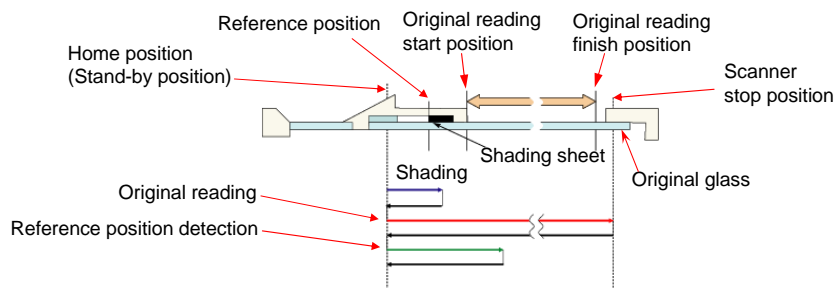 Reference position
Original reading
start position
Original reading
finish position
Home position
(Stand-by position)
Scanner
stop position
Shading sheet
Original glass
Shading
Original reading
Reference position detection